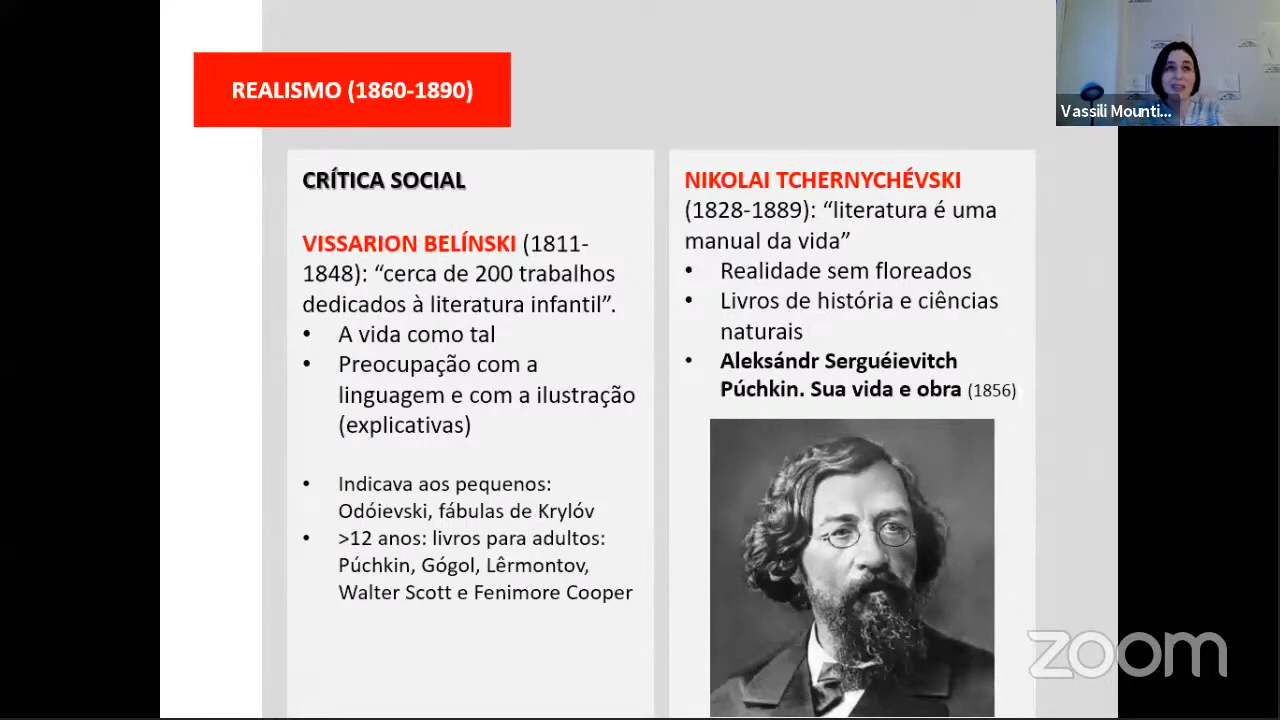 REALISMO (1860-1890)
Vassili Mounti...
CRÍTICA SOCIAL
VISSARION BELÍNSKI (1811-
1848): “cerca de 200 trabalhos
dedicados à literatura infantil”.
• A vida como tal
• Preocupação com a
linguagem e com a ilustração
(explicativas)
• Indicava aos pequenos:
Odóievski, fábulas de Krylóv
• >12 anos: livros para adultos:
Púchkin, Gógol, Lêrmontov,
Walter Scott e Fenimore Cooper
NIKOLAI TCHERNYCHÉVSKI
(1828-1889): “literatura é uma
manual da vida”
• Realidade sem floreados
• Livros de história e ciências
naturais
• Aleksándr Serguéievitch
Púchkin. Sua vida e obra (1856)
zoom